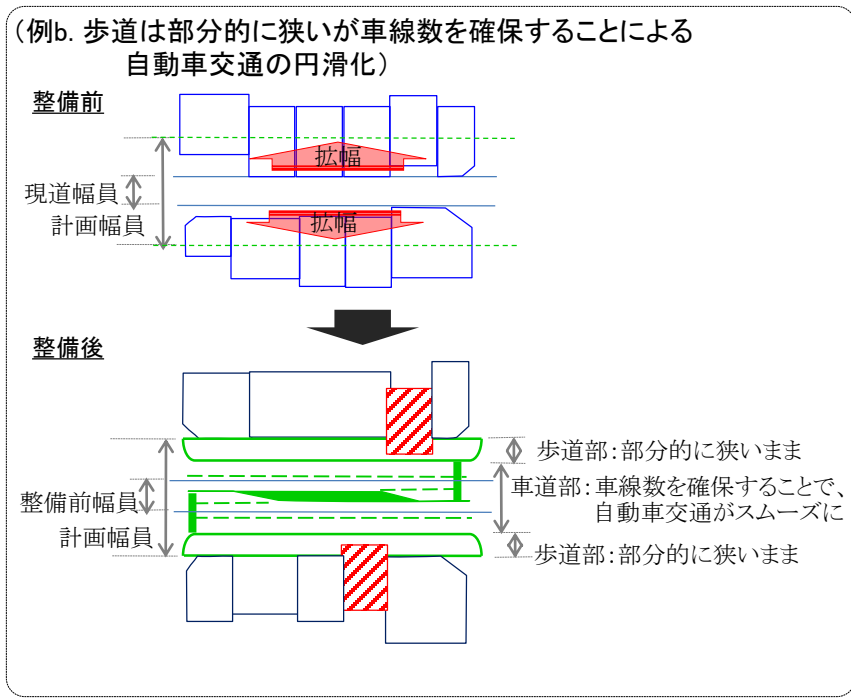 （例b. 歩道は部分的に狭いが車線数を確保することによる
自動車交通の円滑化）
整備前
拡幅
現道幅員
計画幅員
拡幅
整備後
歩道部：部分的に狭いまま
車道部：車線数を確保することで、
自動車交通がスムーズに
整備前幅員
計画幅員
歩道部：部分的に狭いまま